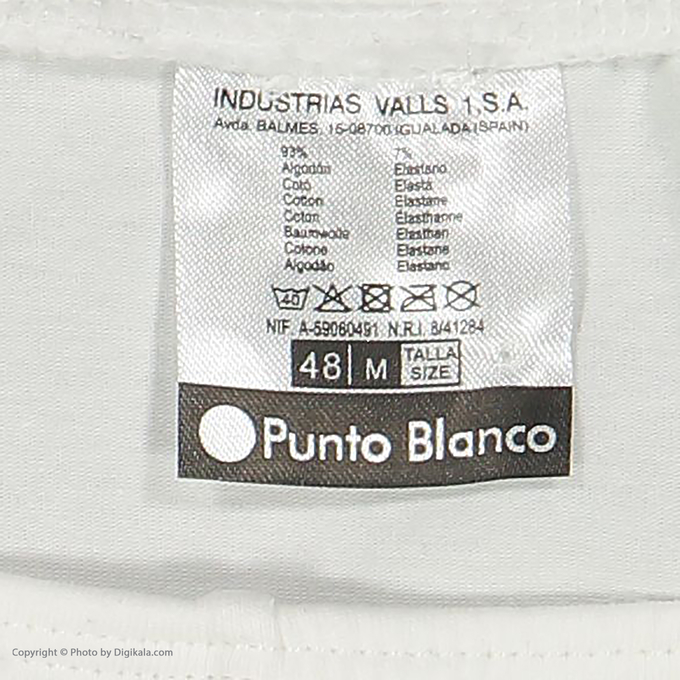 INDUSTRIAS VALLS 1, S.A.
Avda. BALMES, 15-08700 IGUALADA (SPAIN)
93% 7%
Algodón Elastano
Cotó Elastà
Cotton Elastane
Coton Élasthanne
Baumwolle Elasthan
Cotone Elastane
Algodão Elastano
40
NIF. A-59060491 N.R.I. 8/41284
48 M TALLA SIZE
Punto Blanco
Copyright © Photo by Digikala.com